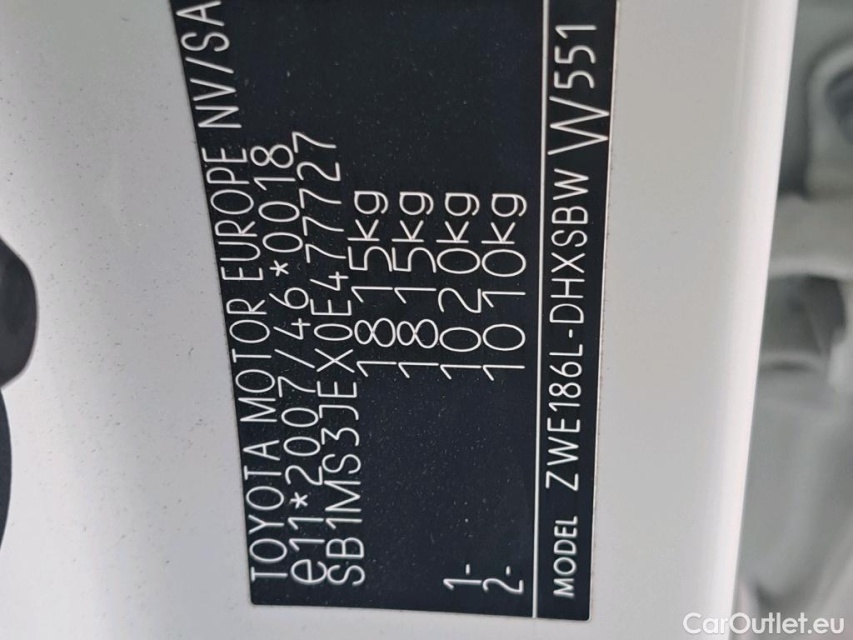 TOYOTA MOTOR EUROPE NV/SA
e11*2007/46*0018
SB1MS3JEX0E477727
1815kg
1815kg
1- 1020kg
2- 1010kg
MODEL ZWE186L-DHXSBW W551
CarOutlet.eu